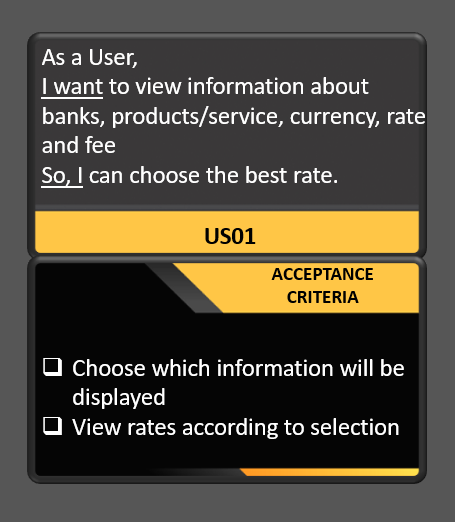 As a User,
I want to view information about
banks, products/service, currency, rate
and fee
So, I can choose the best rate.
US01
ACCEPTANCE
CRITERIA
Choose which information will be
displayed
View rates according to selection